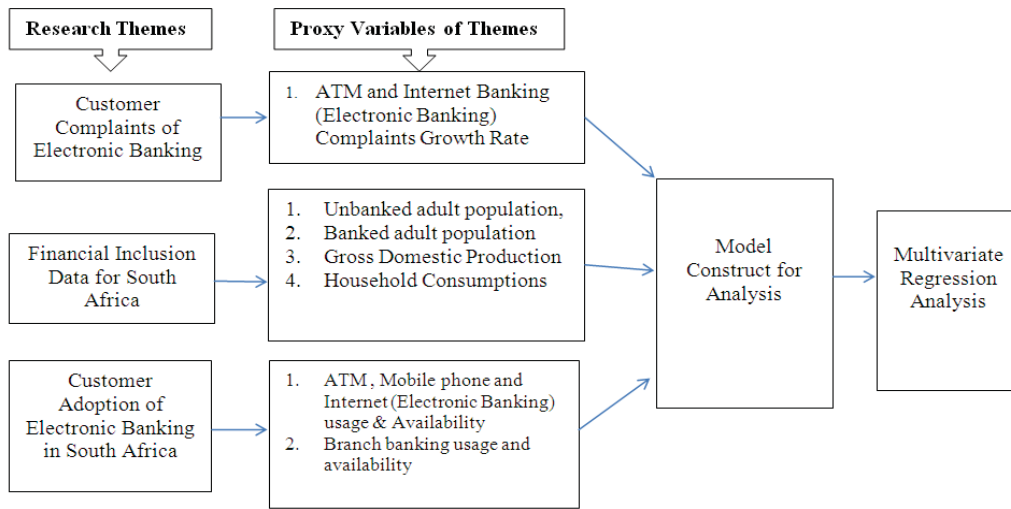 Research Themes
Proxy Variables of Themes
Customer
Complaints of
Electronic Banking
1. ATM and Internet Banking
(Electronic Banking)
Complaints Growth Rate
Financial Inclusion
Data for South
Africa
1. Unbanked adult population,
2. Banked adult population
3. Gross Domestic Production
4. Household Consumptions
Customer
Adoption of
Electronic Banking
in South Africa
1. ATM , Mobile phone and
Internet (Electronic Banking)
usage & Availability
2. Branch banking usage and
availability
Model
Construct for
Analysis
Multivariate
Regression
Analysis